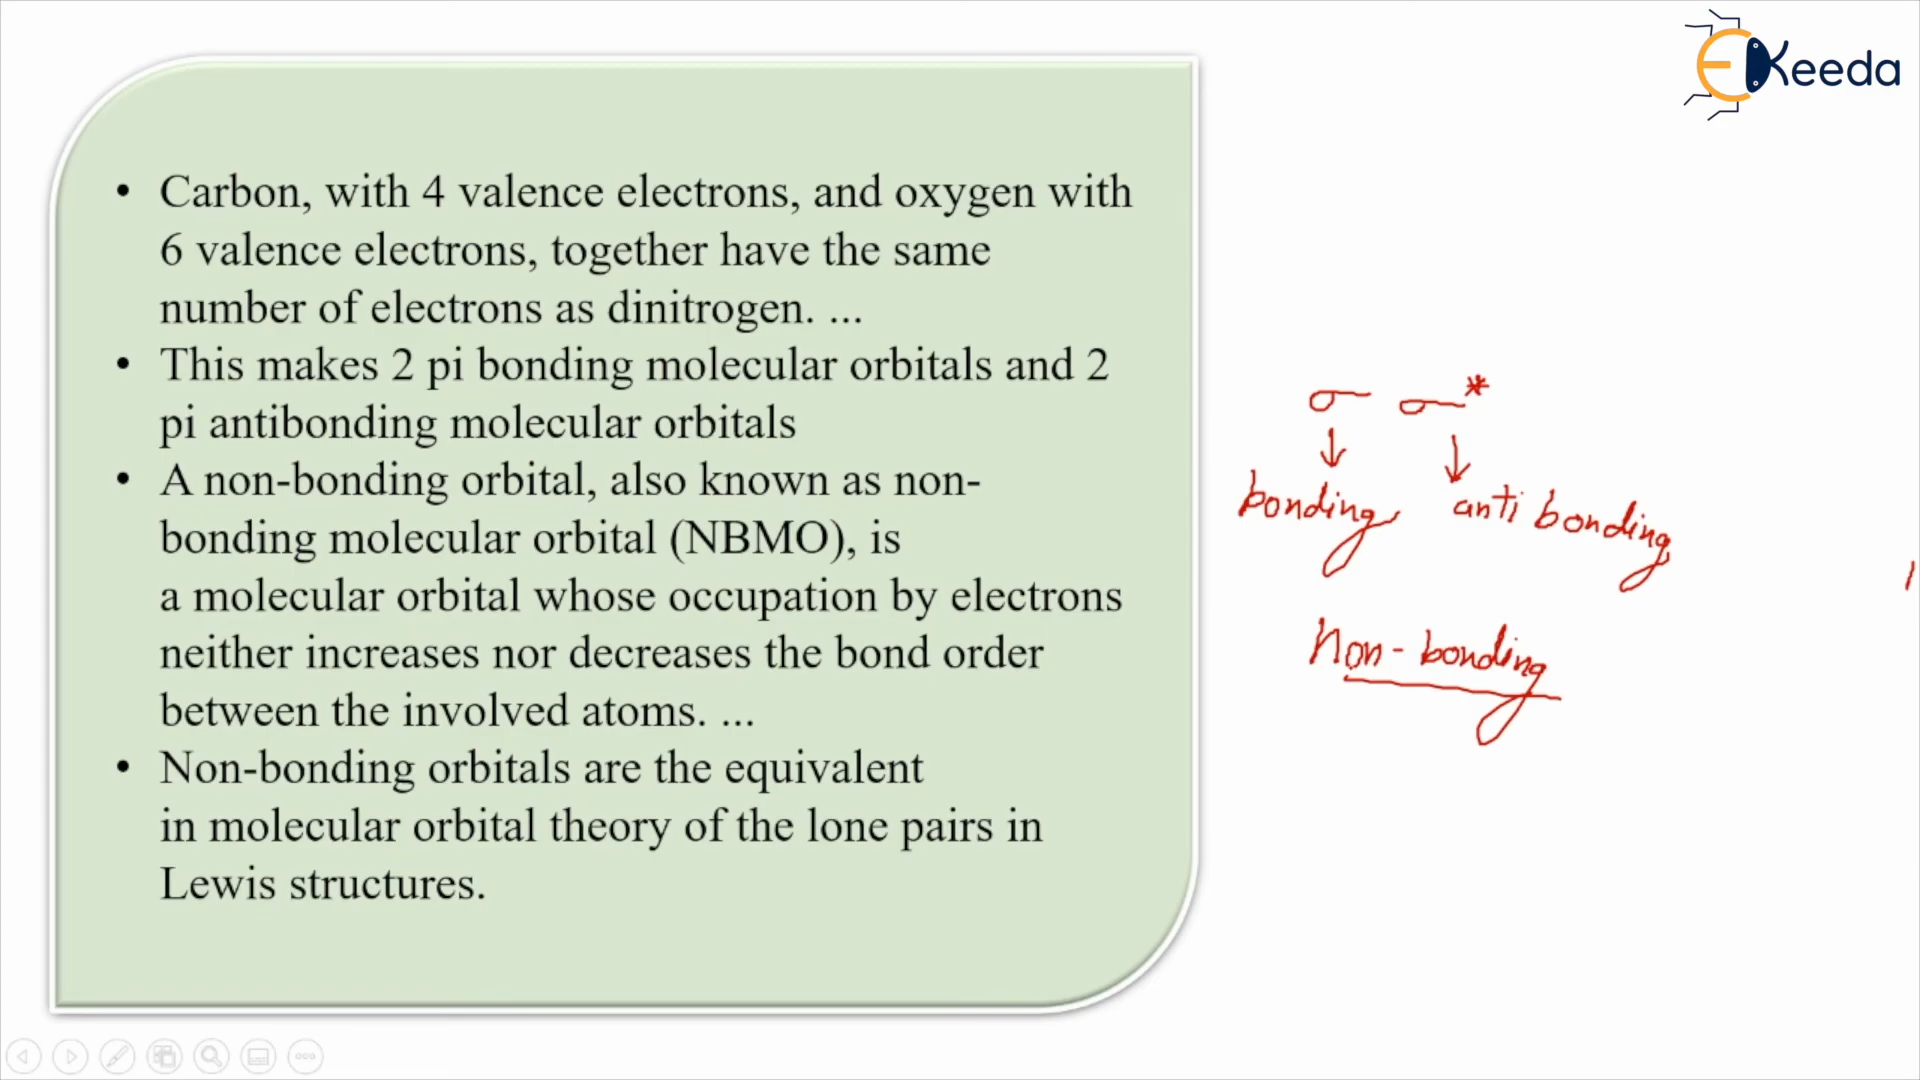 EKeeda
• Carbon, with 4 valence electrons, and oxygen with
6 valence electrons, together have the same
number of electrons as dinitrogen. ...
• This makes 2 pi bonding molecular orbitals and 2
pi antibonding molecular orbitals
• A non-bonding orbital, also known as non-
bonding molecular orbital (NBMO), is
a molecular orbital whose occupation by electrons
neither increases nor decreases the bond order
between the involved atoms. ...
• Non-bonding orbitals are the equivalent
in molecular orbital theory of the lone pairs in
Lewis structures.
σ σ*
↓ ↓
bonding anti bonding
Non-bonding